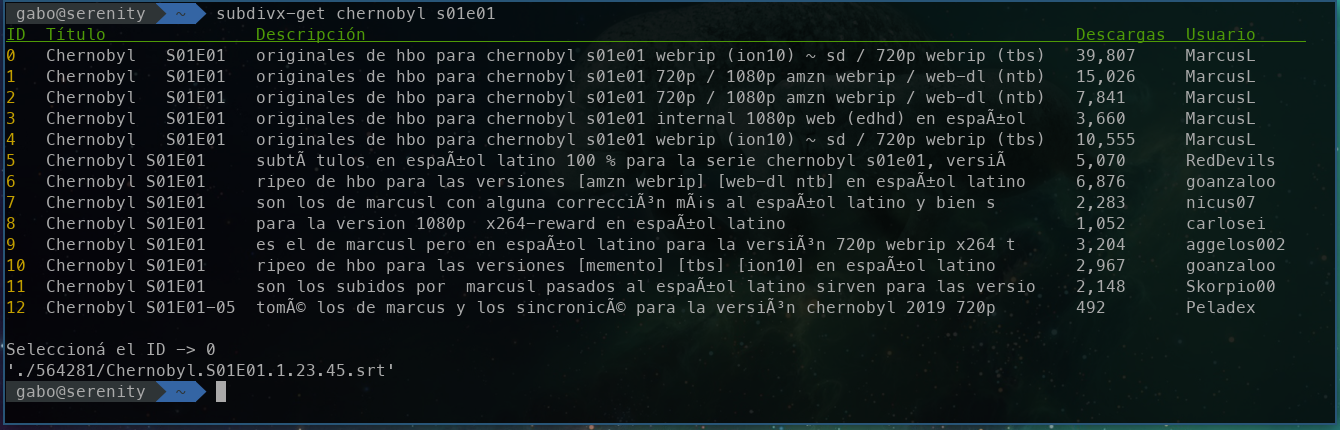 gabo@serenity ~ subdivx-get chernobyl s01e01
ID Título Descripción Descargas Usuario
0 Chernobyl S01E01 originales de hbo para chernobyl s01e01 webrip (ion10) ~ sd / 720p webrip (tbs) 39,807 MarcusL
1 Chernobyl S01E01 originales de hbo para chernobyl s01e01 720p / 1080p amzn webrip / web-dl (ntb) 15,026 MarcusL
2 Chernobyl S01E01 originales de hbo para chernobyl s01e01 720p / 1080p amzn webrip / web-dl (ntb) 7,841 MarcusL
3 Chernobyl S01E01 originales de hbo para chernobyl s01e01 internal 1080p web (edhd) en espaÃ±ol 3,660 MarcusL
4 Chernobyl S01E01 originales de hbo para chernobyl s01e01 webrip (ion10) ~ sd / 720p webrip (tbs) 10,555 MarcusL
5 Chernobyl S01E01 subtÃ tulos en espaÃ±ol latino 100 % para la serie chernobyl s01e01, versiÃ 5,070 RedDevils
6 Chernobyl S01E01 ripeo de hbo para las versiones [amzn webrip] [web-dl ntb] en espaÃ±ol latino 6,876 goanzaloo
7 Chernobyl S01E01 son los de marcusl con alguna correcciÃ³n mÃ¡s al espaÃ±ol latino y bien s 2,283 nicus07
8 Chernobyl S01E01 para la version 1080p x264-reward en espaÃ±ol latino 1,052 carlosei
9 Chernobyl S01E01 es el de marcusl pero en espaÃ±ol latino para la versiÃ³n 720p webrip x264 t 3,204 aggelos002
10 Chernobyl S01E01 ripeo de hbo para las versiones [memento] [tbs] [ion10] en espaÃ±ol latino 2,967 goanzaloo
11 Chernobyl S01E01 son los subidos por marcusl pasados al espaÃ±ol latino sirven para las versio 2,148 Skorpio00
12 Chernobyl S01E01-05 tomÃ© los de marcus y los sincronicÃ© para la versiÃ³n chernobyl 2019 720p 492 Peladex
Seleccioná el ID -> 0
'./564281/Chernobyl.S01E01.1.23.45.srt'
gabo@serenity ~